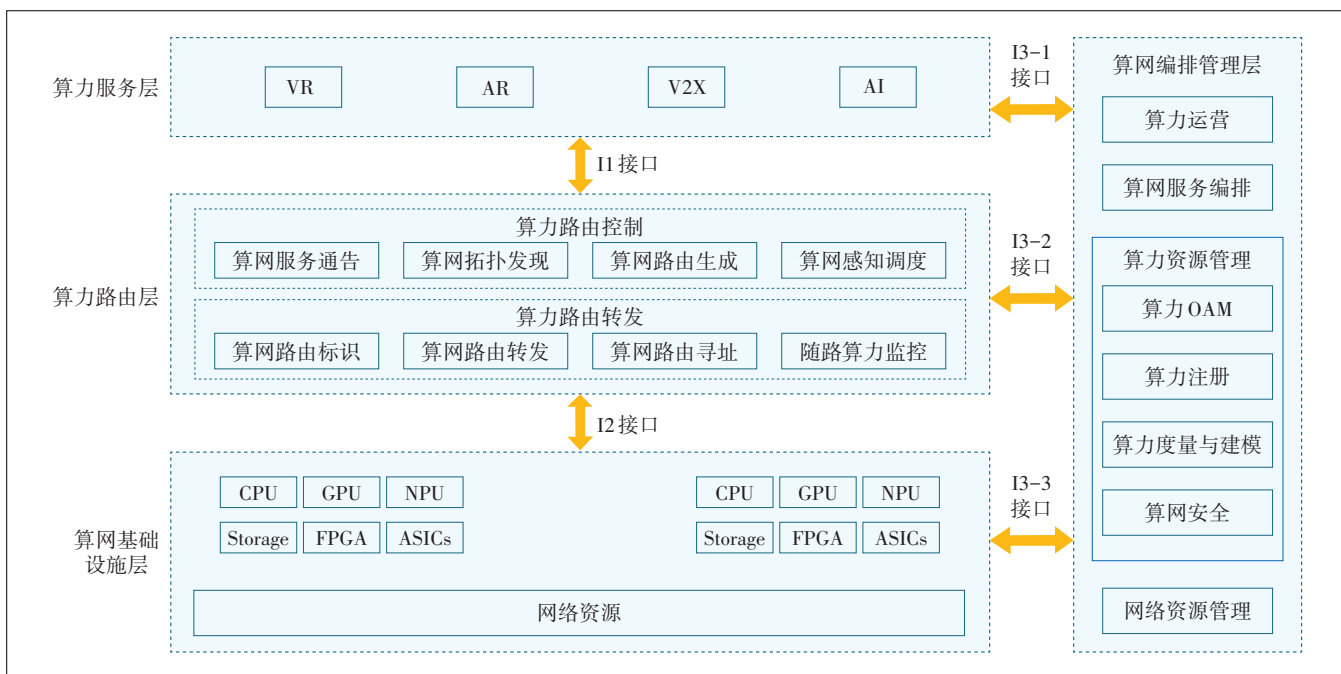 算力服务层
VR
AR
V2X
AI
I1接口
算力路由层
算力路由控制
算网服务通告
算网拓扑发现
算网路由生成
算网感知调度
算力路由转发
算网路由标识
算网路由转发
算网路由寻址
随路算力监控
I2接口
算网基础
设施层
CPU
GPU
NPU
Storage
FPGA
ASICs
CPU
GPU
NPU
Storage
FPGA
ASICs
网络资源
I3-1
接口
I3-2
接口
I3-3
接口
算网编排管理层
算力运营
算网服务编排
算力资源管理
算力OAM
算力注册
算力度量与建模
算网安全
网络资源管理